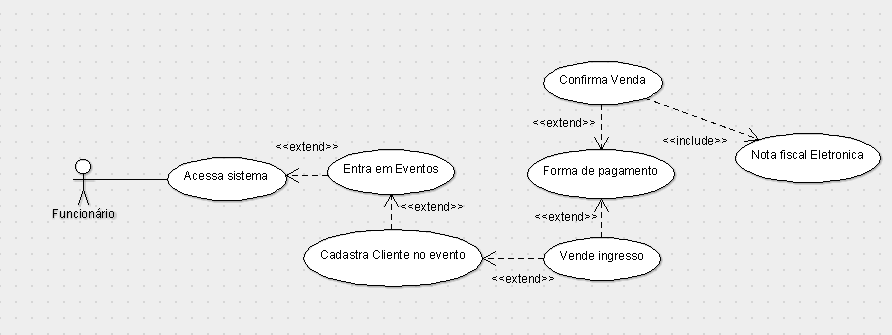 Confirma Venda
<<extend>>
<<include>>
Nota fiscal Eletronica
<<extend>>
Acessa sistema
Entra em Eventos
Forma de pagamento
Funcionário
<<extend>>
<<extend>>
Cadastra Cliente no evento
Vende ingresso
<<extend>>